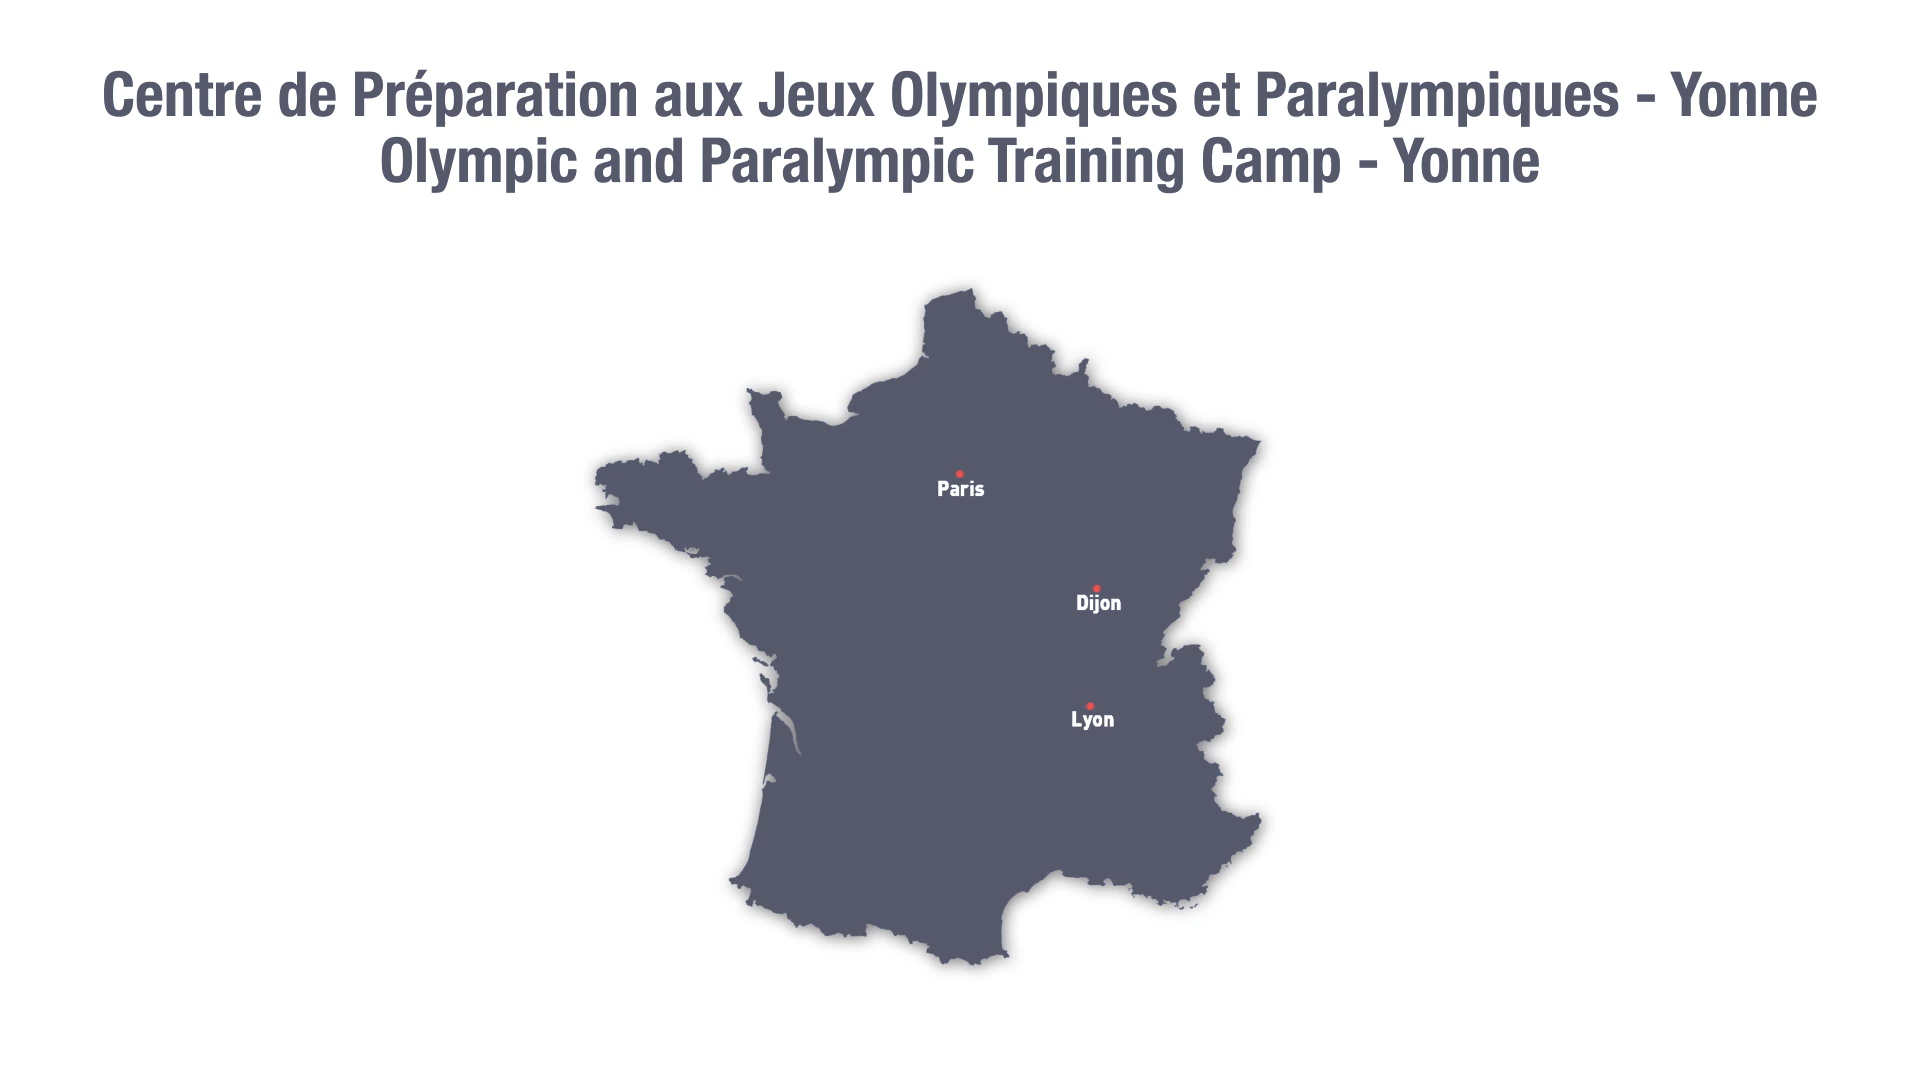 Centre de Préparation aux Jeux Olympiques et Paralympiques - Yonne
Olympic and Paralympic Training Camp - Yonne
Paris
Dijon
Lyon